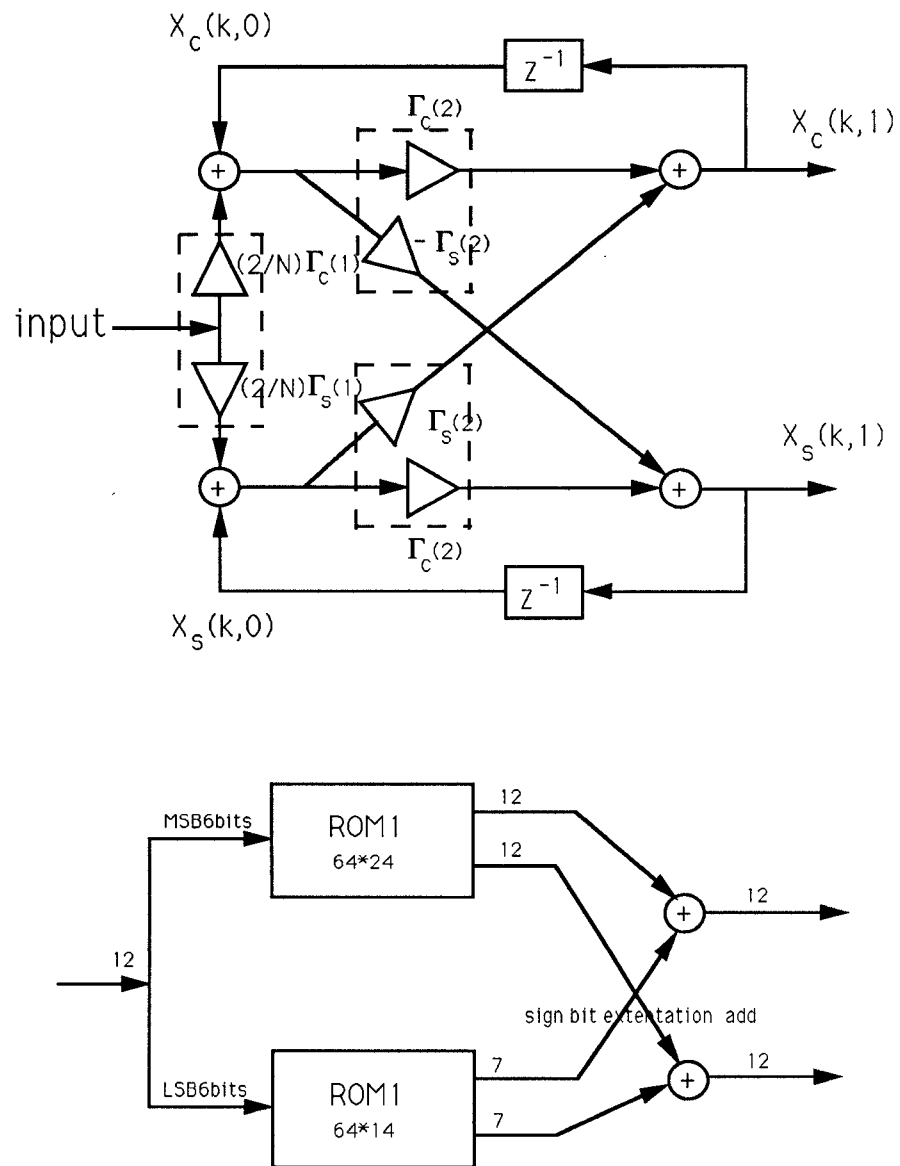 X_c(k,0)
Z^-1
Γ_c(2)
X_c(k,1)
+
+
- Γ_s(2)
(2/N)Γ_c(1)
input
(2/N)Γ_s(1)
Γ_s(2)
X_s(k,1)
+
+
Γ_c(2)
Z^-1
X_s(k,0)
12
MSB6bits
ROM1
12
64*24
+
12
12
sign bit extentation add
LSB6bits
ROM1
7
+
12
64*14
7